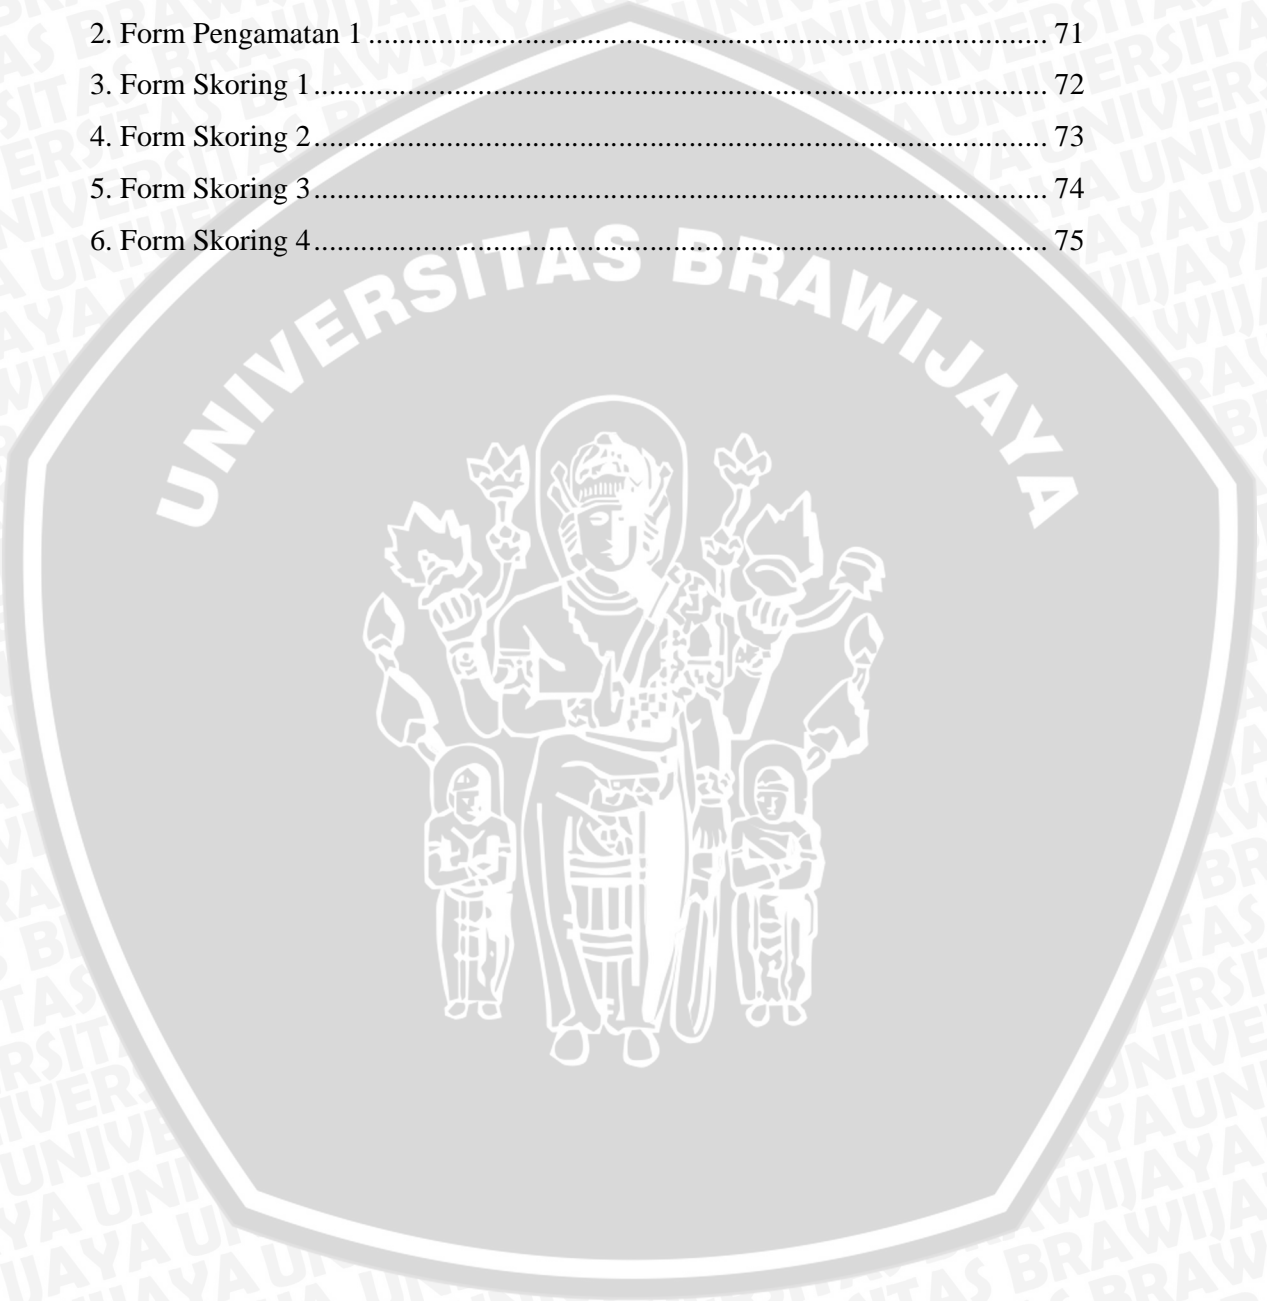 2. Form Pengamatan 1 ........................................................................................ 71
3. Form Skoring 1 ............................................................................................... 72
4. Form Skoring 2 ............................................................................................... 73
5. Form Skoring 3 ............................................................................................... 74
6. Form Skoring 4 ............................................................................................... 75
UNIVERSITAS BRAWIJAYA